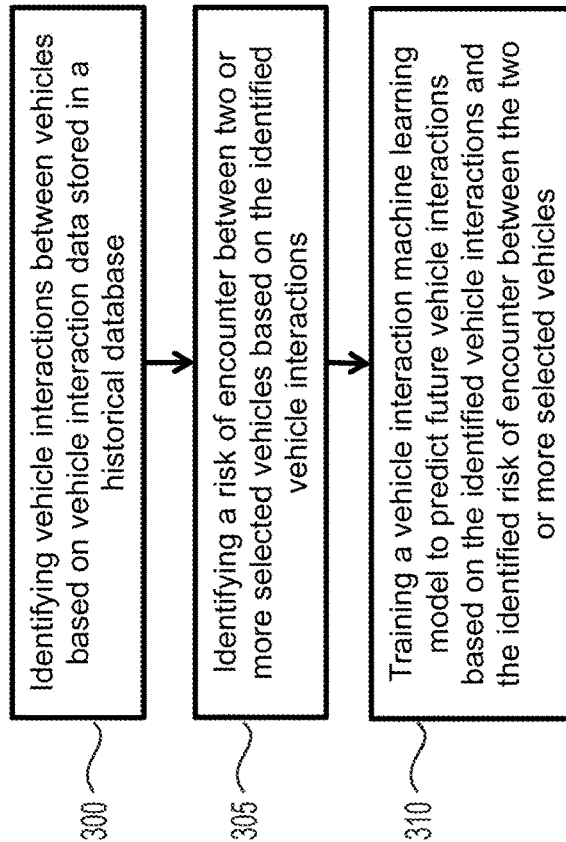 300
Identifying vehicle interactions between vehicles
based on vehicle interaction data stored in a
historical database
305
Identifying a risk of encounter between two or
more selected vehicles based on the identified
vehicle interactions
310
Training a vehicle interaction machine learning
model to predict future vehicle interactions
based on the identified vehicle interactions and
the identified risk of encounter between the two
or more selected vehicles